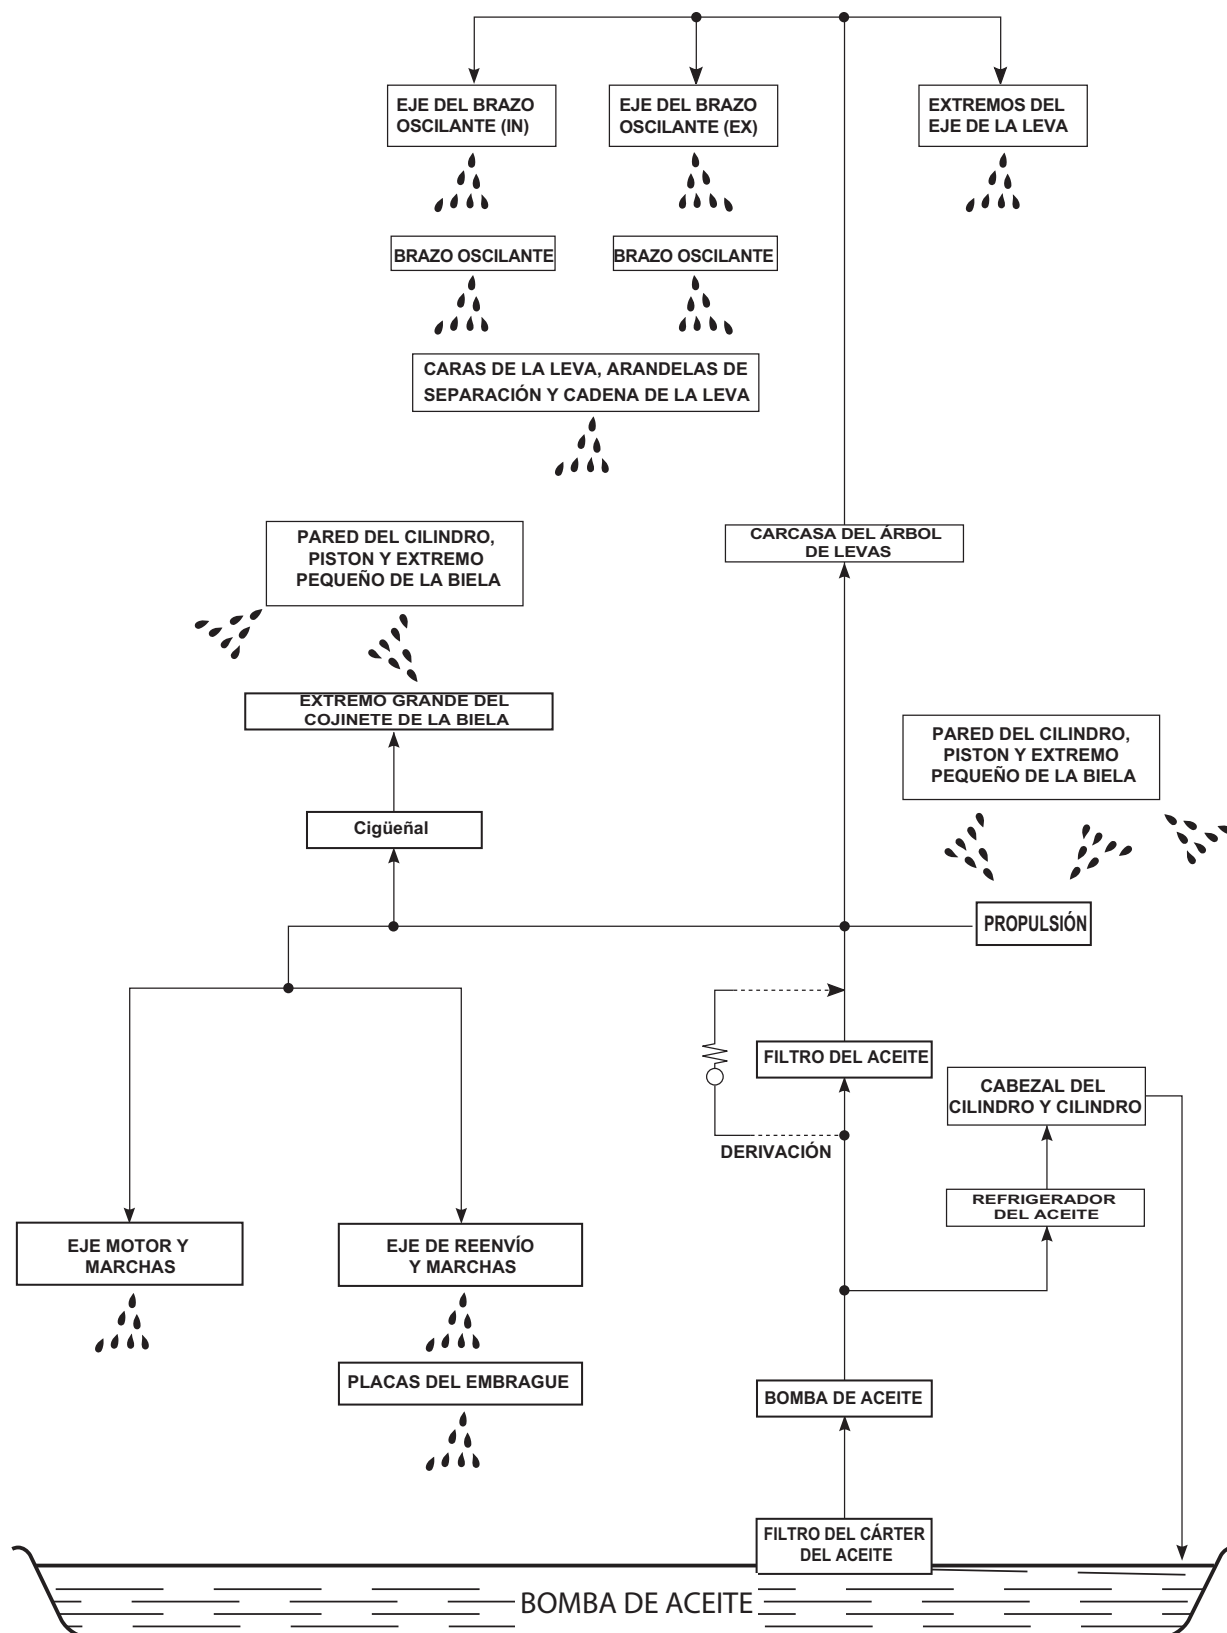 EJE DEL BRAZO
OSCILANTE (IN)
EJE DEL BRAZO
OSCILANTE (EX)
EXTREMOS DEL
EJE DE LA LEVA
BRAZO OSCILANTE
BRAZO OSCILANTE
CARAS DE LA LEVA, ARANDELAS DE
SEPARACIÓN Y CADENA DE LA LEVA
PARED DEL CILINDRO,
PISTON Y EXTREMO
PEQUEÑO DE LA BIELA
CARCASA DEL ÁRBOL
DE LEVAS
EXTREMO GRANDE DEL
COJINETE DE LA BIELA
PARED DEL CILINDRO,
PISTON Y EXTREMO
PEQUEÑO DE LA BIELA
Cigüeñal
PROPULSIÓN
FILTRO DEL ACEITE
CABEZAL DEL
CILINDRO Y CILINDRO
DERIVACIÓN
REFRIGERADOR
DEL ACEITE
EJE MOTOR Y
MARCHAS
EJE DE REENVÍO
Y MARCHAS
PLACAS DEL EMBRAGUE
BOMBA DE ACEITE
FILTRO DEL CÁRTER
DEL ACEITE
BOMBA DE ACEITE